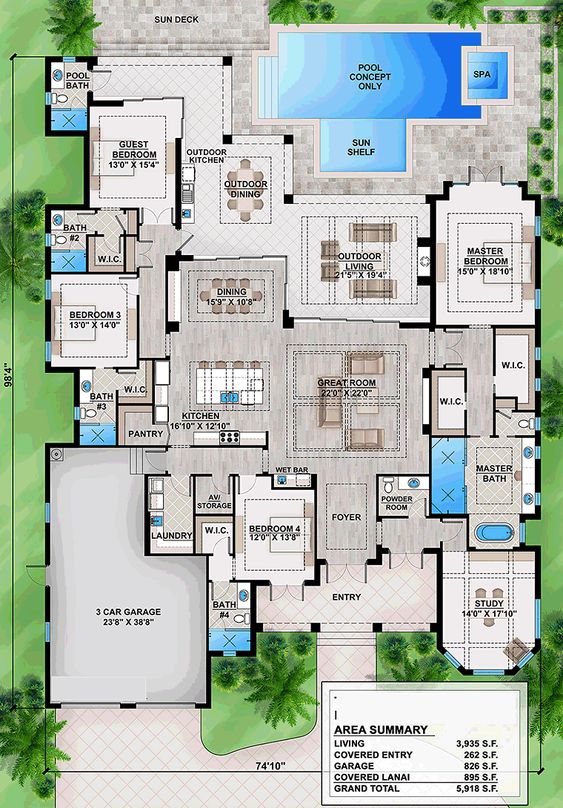 SUN DECK
POOL
BATH
POOL
CONCEPT
ONLY
SPA
SUN
SHELF
GUEST
BEDROOM
13'0" X 15'4"
OUTDOOR
KITCHEN
OUTDOOR
DINING
BATH
#2
W.I.C.
OUTDOOR
LIVING
21'5" X 19'4"
MASTER
BEDROOM
15'0" X 18'10"
DINING
15'9" X 10'8
BEDROOM 3
13'0" X 14'0"
98'4"
W.I.C.
BATH
#3
W.I.C.
W.I.C.
GREAT ROOM
22'0" X 22'0"
KITCHEN
16'10" X 12'10"
PANTRY
MASTER
BATH
WET BAR
AV/
STORAGE
POWDER
ROOM
LAUNDRY
W.I.C.
BEDROOM 4
12'0" X 13'8"
FOYER
BATH
#4
ENTRY
STUDY
14'0" X 17'10"
3 CAR GARAGE
23'8" X 38'8"
74'10"
AREA SUMMARY
LIVING 3,935 S.F.
COVERED ENTRY 262 S.F.
GARAGE 826 S.F.
COVERED LANAI 895 S.F.
GRAND TOTAL 5,918 S.F.